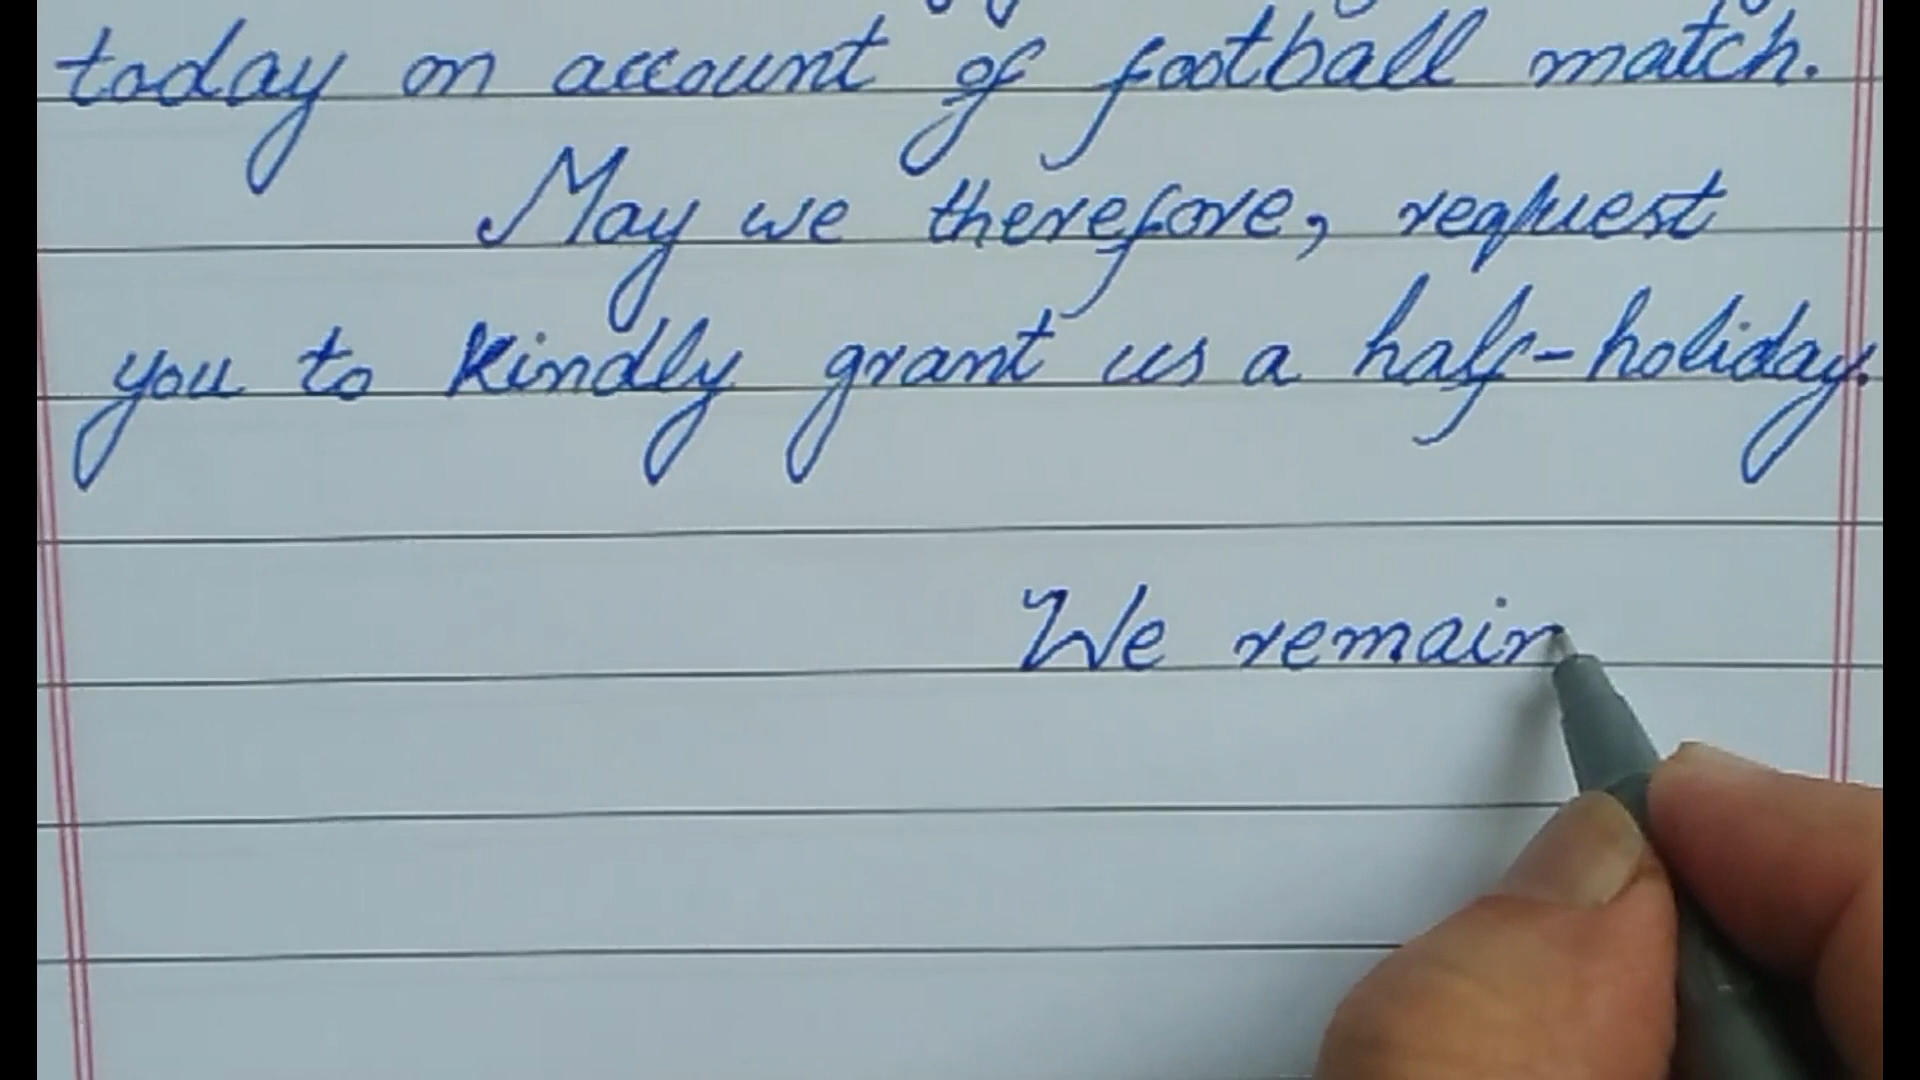 today on account of football match.
May we therefore, request
you to kindly grant us a half-holiday.
We remain